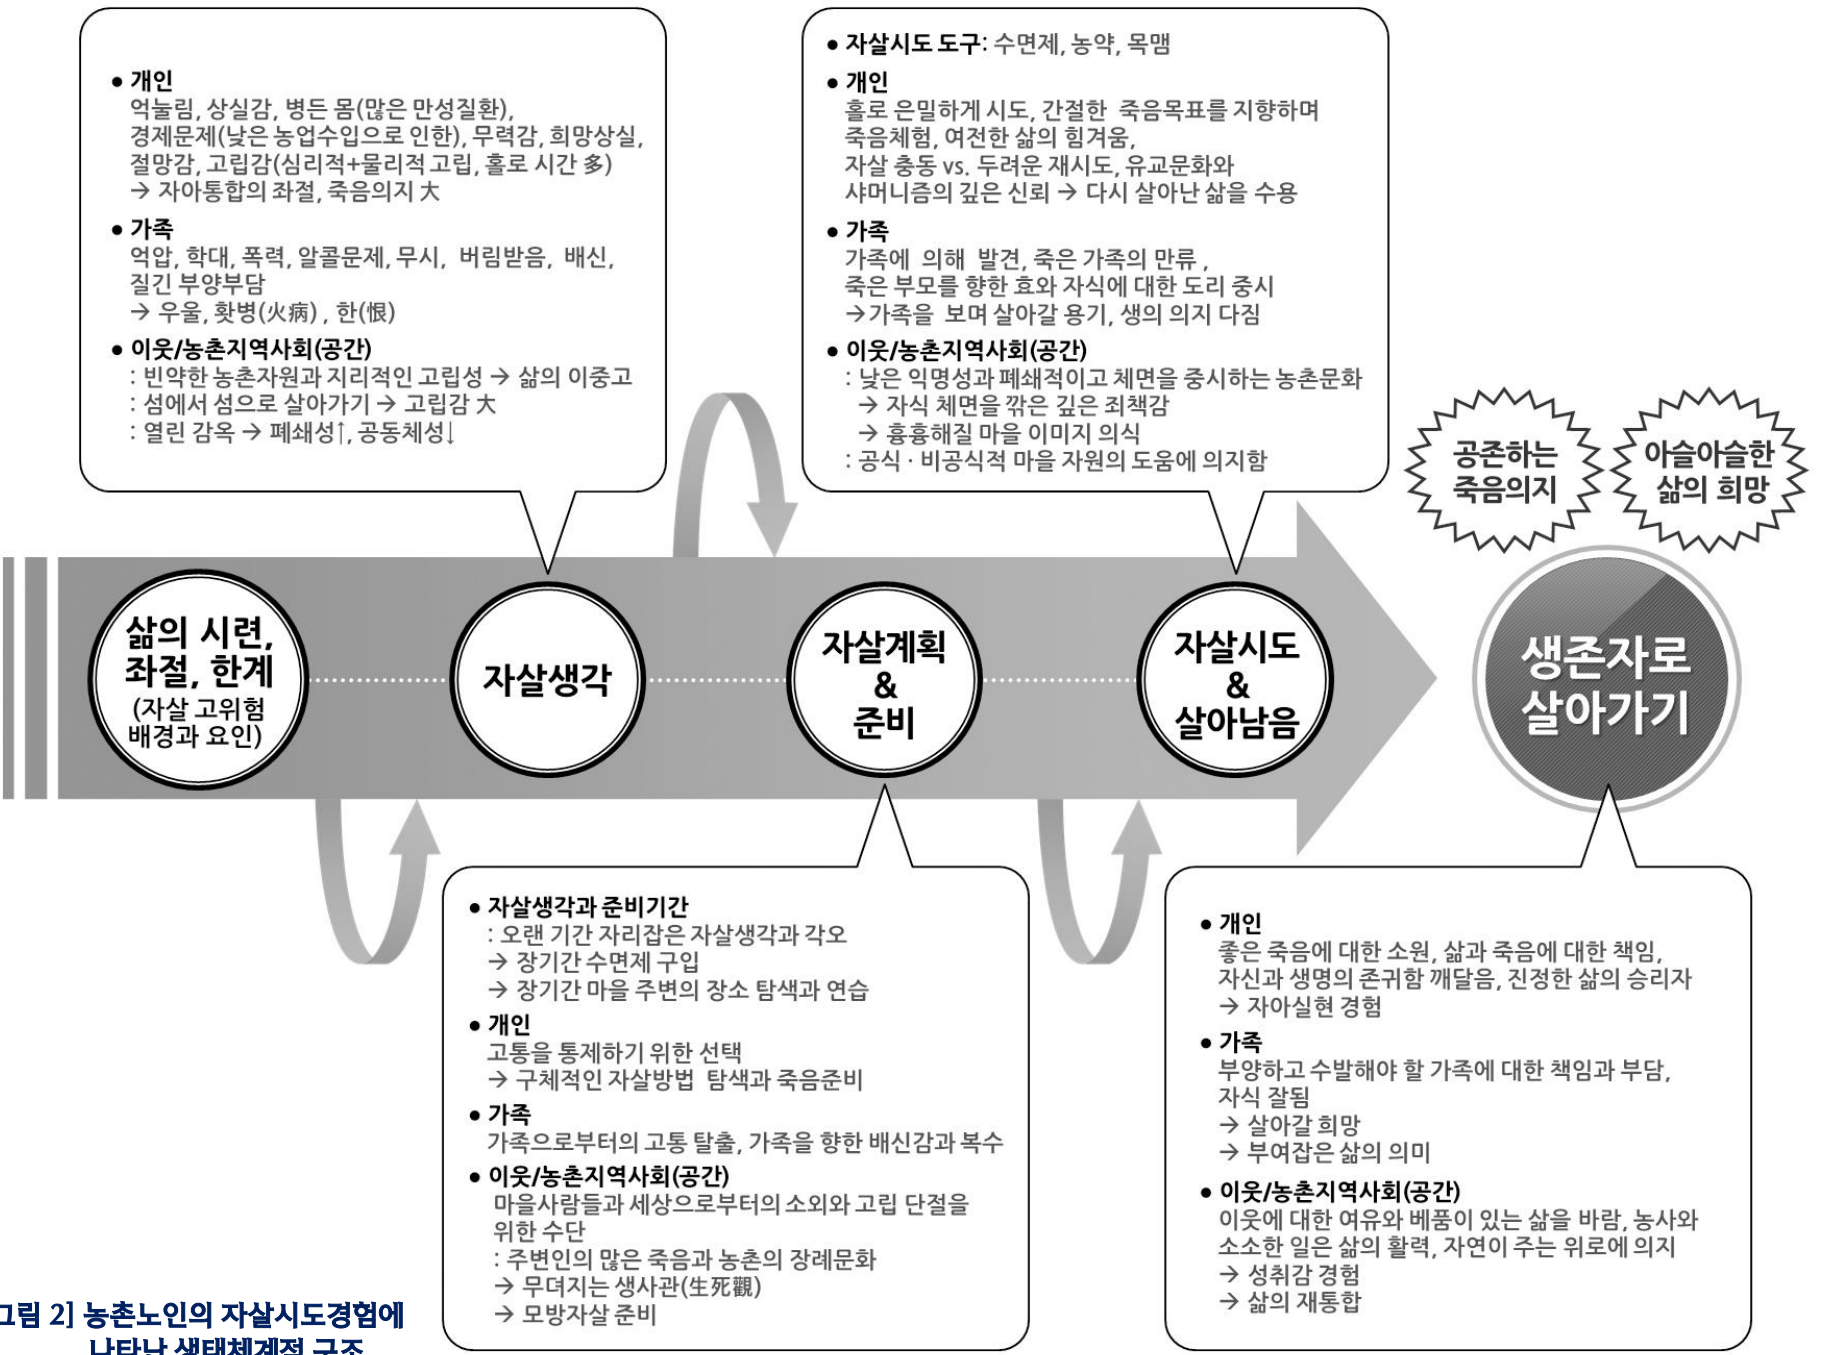 ● 개인
억눌림, 상실감, 병든 몸(많은 만성질환),
경제문제(낮은 농업수입으로 인한), 무력감, 희망상실,
절망감, 고립감(심리적+물리적 고립, 홀로 시간 多)
→ 자아통합의 좌절, 죽음의지 大
● 가족
억압, 학대, 폭력, 알콜문제, 무시, 버림받음, 배신,
질긴 부양부담
→ 우울, 홧병(火病) , 한(恨)
● 이웃/농촌지역사회(공간)
: 빈약한 농촌자원과 지리적인 고립성 → 삶의 이중고
: 섬에서 섬으로 살아가기 → 고립감 大
: 열린 감옥 → 폐쇄성↑, 공동체성↓
● 자살시도 도구: 수면제, 농약, 목맴
● 개인
홀로 은밀하게 시도, 간절한 죽음목표를 지향하며
죽음체험, 여전한 삶의 힘겨움,
자살 충동 vs. 두려운 재시도, 유교문화와
샤머니즘의 깊은 신뢰 → 다시 살아난 삶을 수용
● 가족
가족에 의해 발견, 죽은 가족의 만류 ,
죽은 부모를 향한 효와 자식에 대한 도리 중시
→가족을 보며 살아갈 용기, 생의 의지 다짐
● 이웃/농촌지역사회(공간)
: 낮은 익명성과 폐쇄적이고 체면을 중시하는 농촌문화
→ 자식 체면을 깎은 깊은 죄책감
→ 흉흉해질 마을 이미지 의식
: 공식 · 비공식적 마을 자원의 도움에 의지함
공존하는
죽음의지
아슬아슬한
삶의 희망
삶의 시련,
좌절, 한계
(자살 고위험
배경과 요인)
자살생각
자살계획
&
준비
자살시도
&
살아남음
생존자로
살아가기
● 자살생각과 준비기간
: 오랜 기간 자리잡은 자살생각과 각오
→ 장기간 수면제 구입
→ 장기간 마을 주변의 장소 탐색과 연습
● 개인
고통을 통제하기 위한 선택
→ 구체적인 자살방법 탐색과 죽음준비
● 가족
가족으로부터의 고통 탈출, 가족을 향한 배신감과 복수
● 이웃/농촌지역사회(공간)
마을사람들과 세상으로부터의 소외와 고립 단절을
위한 수단
: 주변인의 많은 죽음과 농촌의 장례문화
→ 무뎌지는 생사관(生死觀)
→ 모방자살 준비
● 개인
좋은 죽음에 대한 소원, 삶과 죽음에 대한 책임,
자신과 생명의 존귀함 깨달음, 진정한 삶의 승리자
→ 자아실현 경험
● 가족
부양하고 수발해야 할 가족에 대한 책임과 부담,
자식 잘됨
→ 살아갈 희망
→ 부여잡은 삶의 의미
● 이웃/농촌지역사회(공간)
이웃에 대한 여유와 베품이 있는 삶을 바람, 농사와
소소한 일은 삶의 활력, 자연이 주는 위로에 의지
→ 성취감 경험
→ 삶의 재통합
그림 2] 농촌노인의 자살시도경험에
나타난 생태체계적 구조